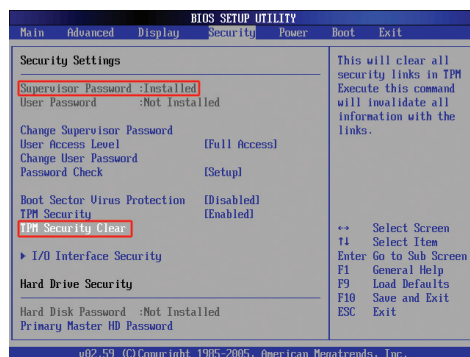 BIOS SETUP UTILITY
Main Advanced Display Security Power Boot Exit
Security Settings
Supervisor Password :Installed
User Password :Not Installed
Change Supervisor Password
User Access Level [Full Access]
Change User Password
Password Check [Setup]
Boot Sector Virus Protection [Disabled]
TPM Security [Enabled]
TPM Security Clear
▶ I/O Interface Security
Hard Drive Security
Hard Disk Password :Not Installed
Primary Master HD Password
This will clear all
security links in TPM
Execute this command
will invalidate all
information with the
links.
↔ Select Screen
↑↓ Select Item
Enter Go to Sub Screen
F1 General Help
F9 Load Defaults
F10 Save and Exit
ESC Exit
v02.59 (C)Copyright 1985-2005, American Megatrends, Inc.